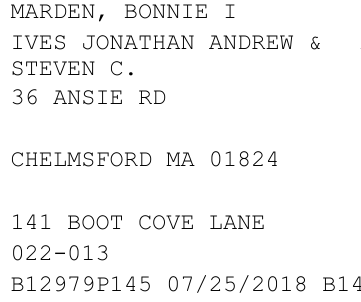 MARDEN, BONNIE I
IVES JONATHAN ANDREW &
STEVEN C.
36 ANSIE RD
CHELMSFORD MA 01824
141 BOOT COVE LANE
022-013
B12979P145 07/25/2018 B14